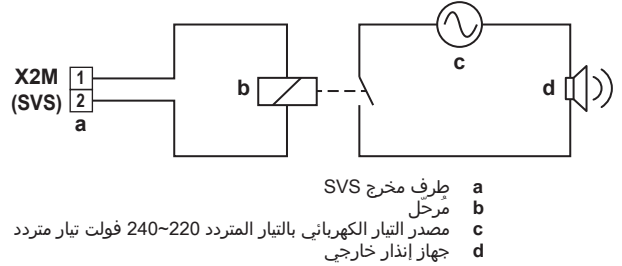 c
X2M 1
b
d
(SVS) 2
a
a طرف مخرج SVS
b مُرحّل
c مصدر التيار الكهربائي بالتيار المتردد 220~240 فولت تيار متردد
d جهاز إنذار خارجي